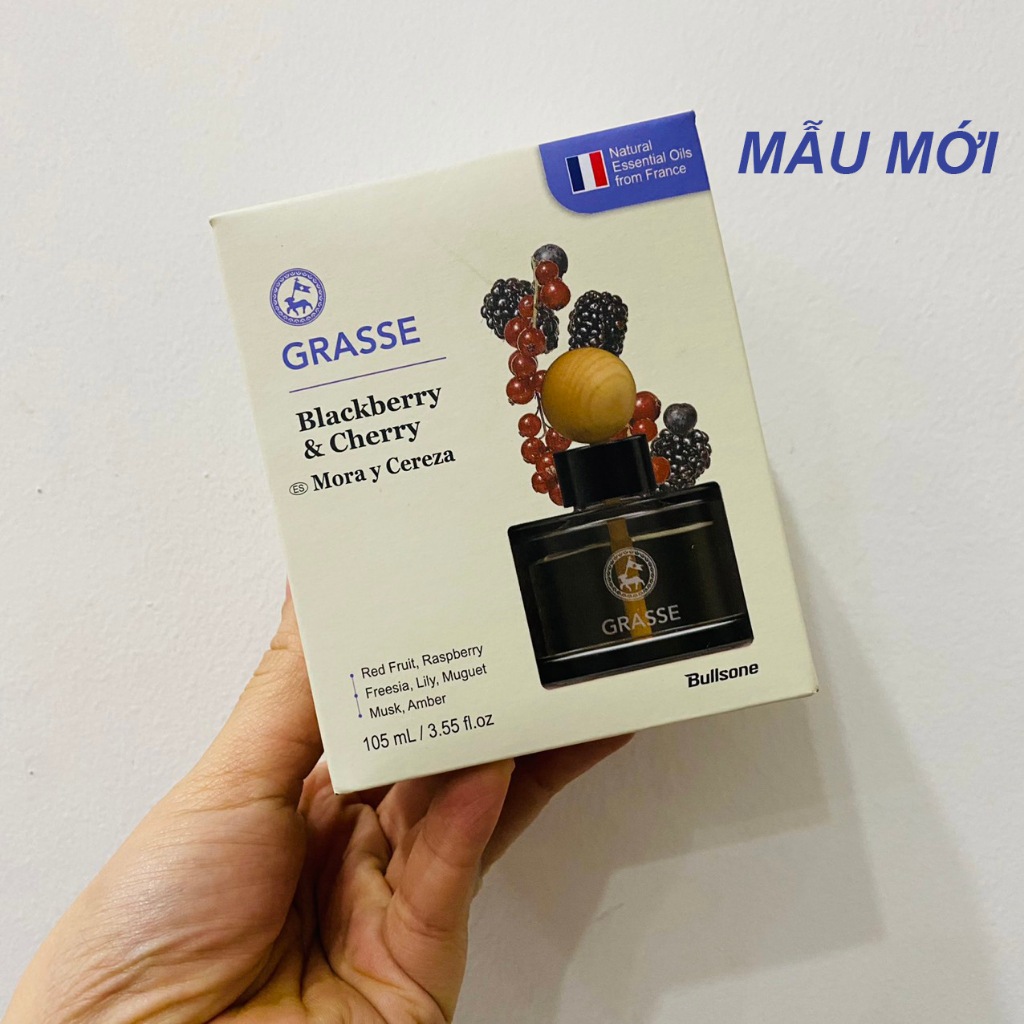 MẪU MỚI
Natural
Essential Oils
from France
GRASSE
Blackberry
& Cherry
ES Mora y Cereza
GRASSE
Red Fruit, Raspberry
Freesia, Lily, Muguet
Musk, Amber
105 mL / 3.55 fl.oz
Bullsone